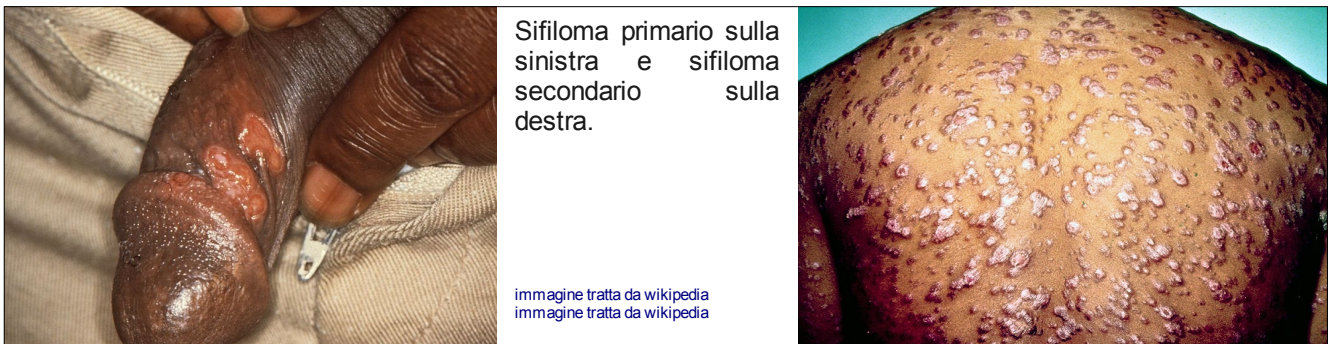 Sifiloma primario sulla
sinistra e sifiloma
secondario sulla
destra.
immagine tratta da wikipedia
immagine tratta da wikipedia